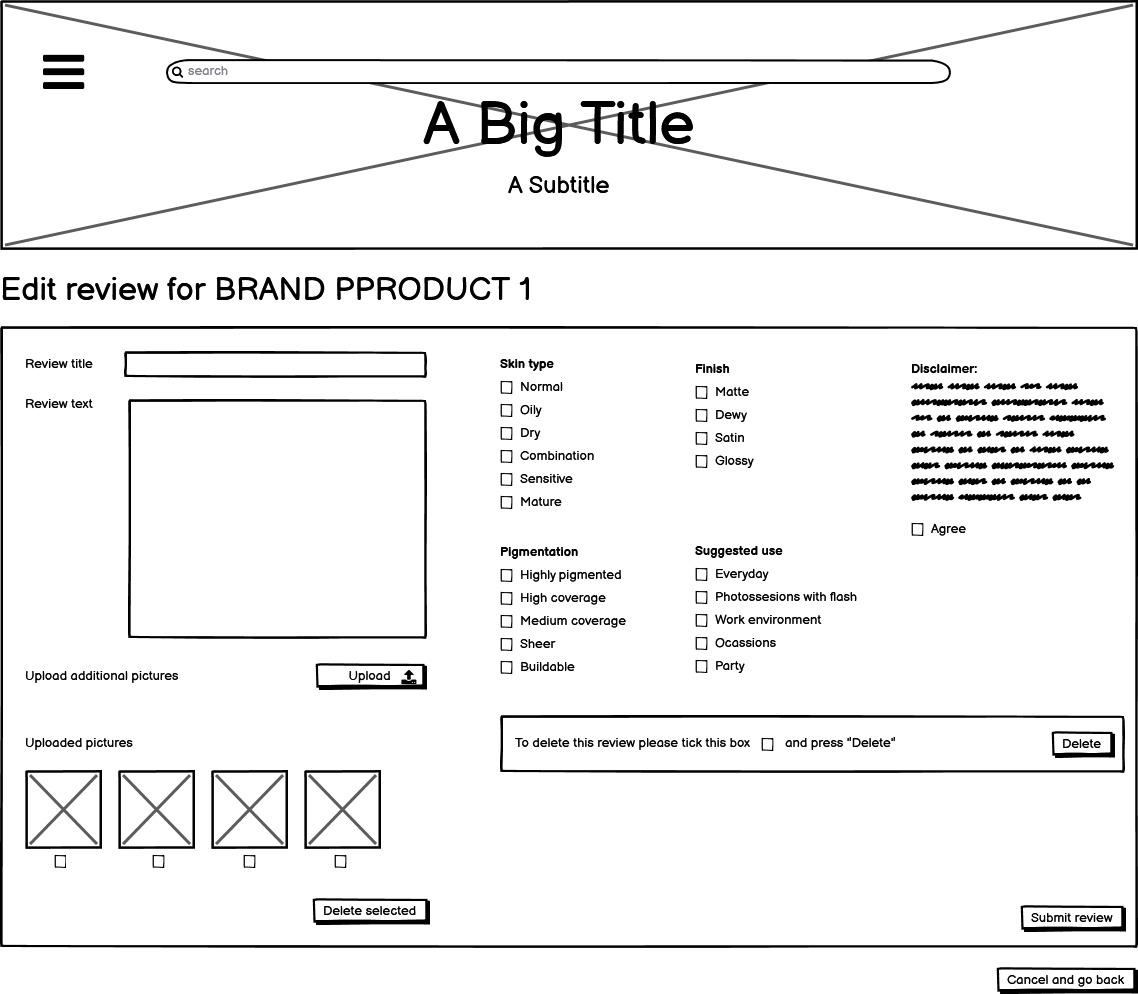 search
A Big Title
A Subtitle
Edit review for BRAND PPRODUCT 1
Review title
Review text
Upload additional pictures
Upload
Uploaded pictures
Delete selected
Skin type
Normal
Oily
Dry
Combination
Sensitive
Mature
Finish
Matte
Dewy
Satin
Glossy
Disclaimer:
Agree
Pigmentation
Highly pigmented
High coverage
Medium coverage
Sheer
Buildable
Suggested use
Everyday
Photossesions with flash
Work environment
Ocassions
Party
To delete this review please tick this box and press "Delete"
Delete
Submit review
Cancel and go back